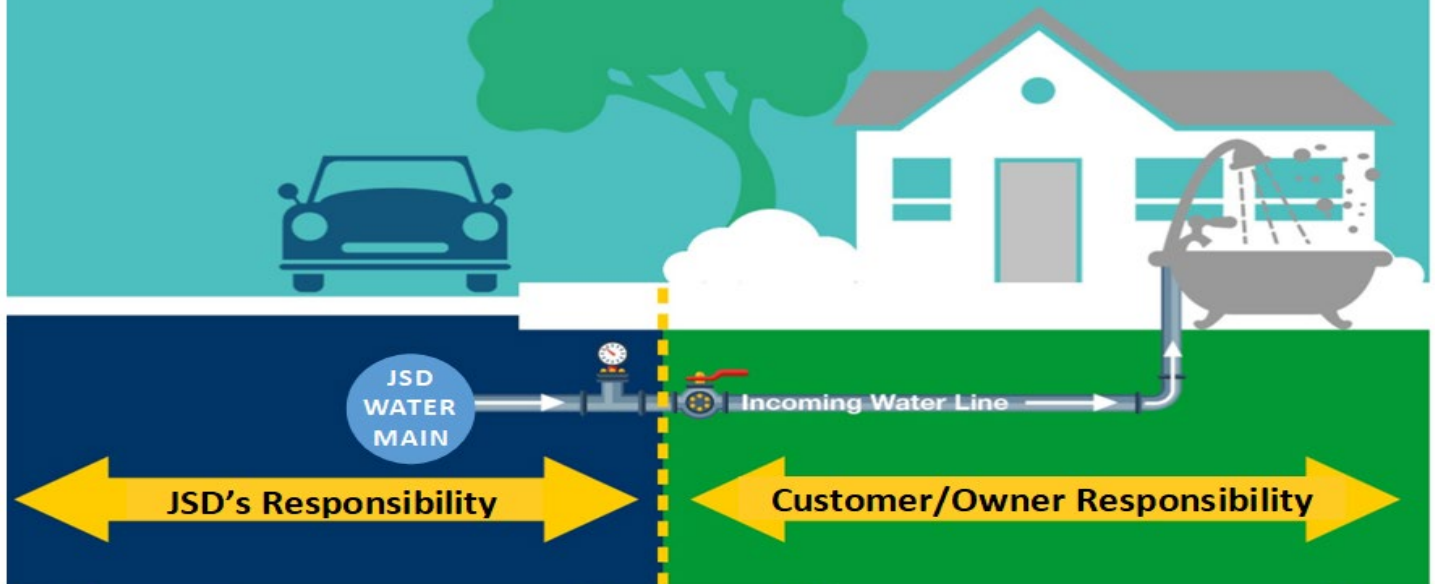 JSD
WATER
MAIN
Incoming Water Line
JSD's Responsibility
Customer/Owner Responsibility